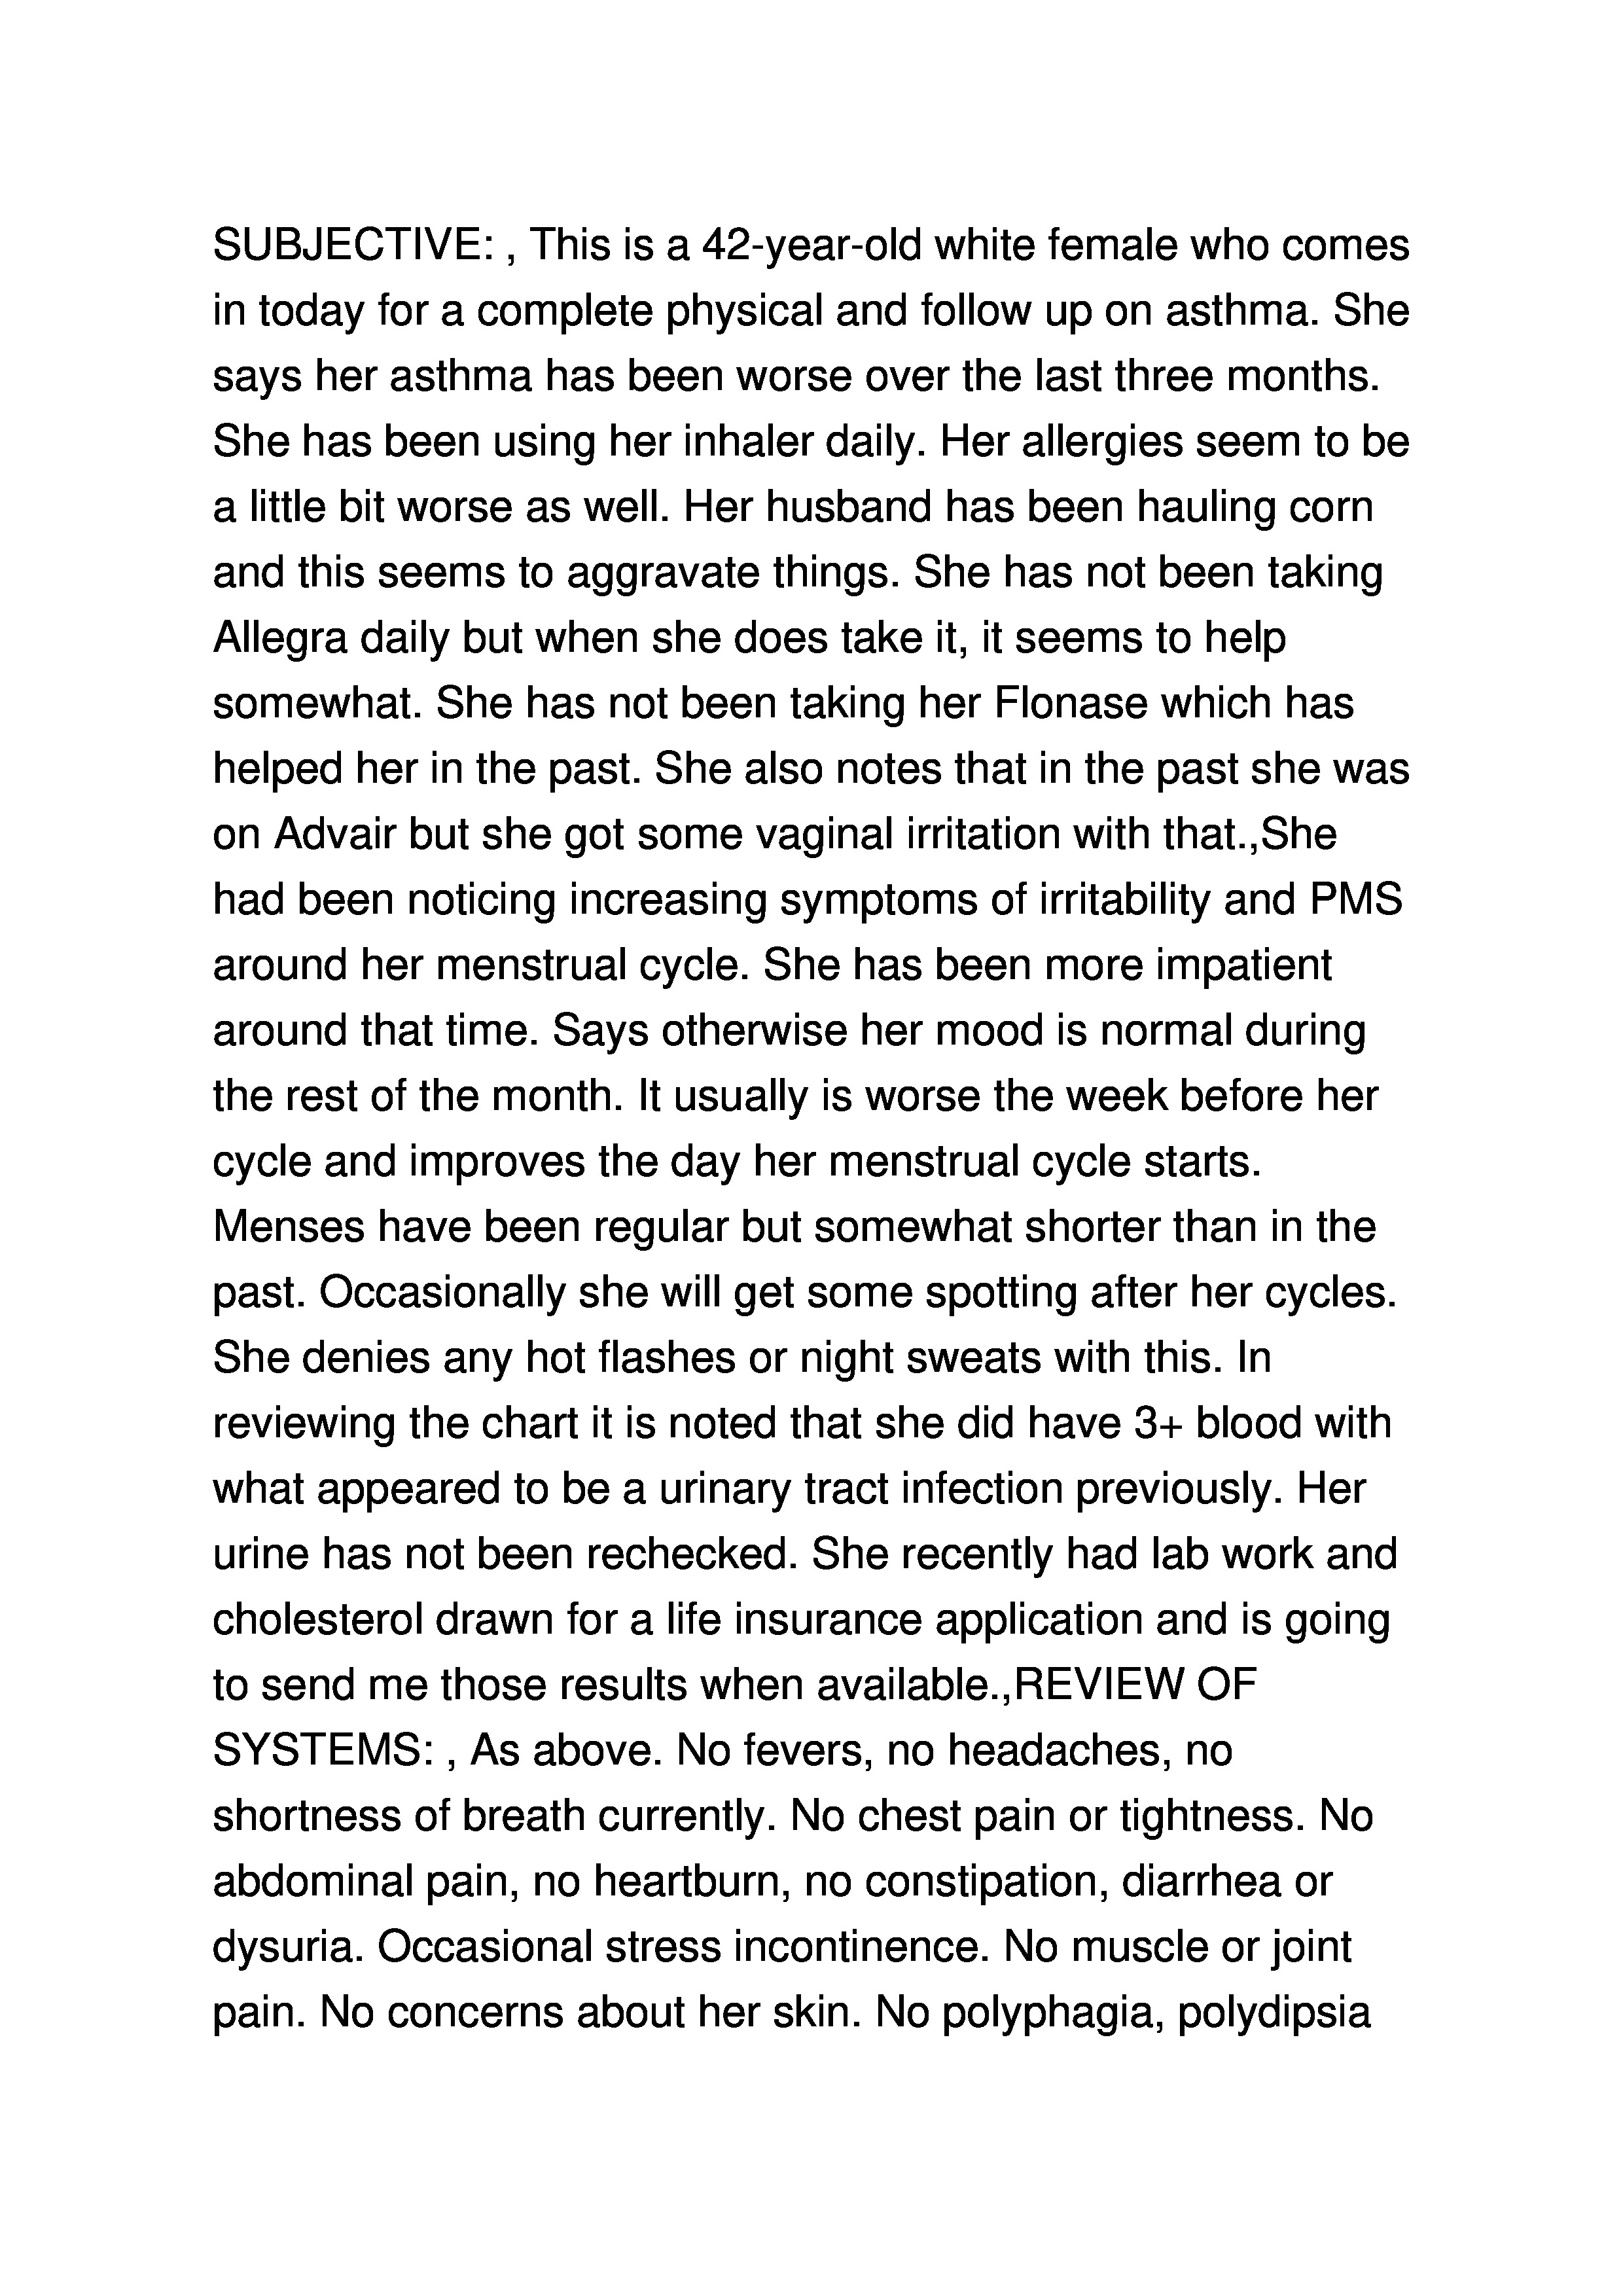 SUBJECTIVE: , This is a 42-year-old white female who comes
in today for a complete physical and follow up on asthma. She
says her asthma has been worse over the last three months.
She has been using her inhaler daily. Her allergies seem to be
a little bit worse as well. Her husband has been hauling corn
and this seems to aggravate things. She has not been taking
Allegra daily but when she does take it, it seems to help
somewhat. She has not been taking her Flonase which has
helped her in the past. She also notes that in the past she was
on Advair but she got some vaginal irritation with that.,She
had been noticing increasing symptoms of irritability and PMS
around her menstrual cycle. She has been more impatient
around that time. Says otherwise her mood is normal during
the rest of the month. It usually is worse the week before her
cycle and improves the day her menstrual cycle starts.
Menses have been regular but somewhat shorter than in the
past. Occasionally she will get some spotting after her cycles.
She denies any hot flashes or night sweats with this. In
reviewing the chart it is noted that she did have 3+ blood with
what appeared to be a urinary tract infection previously. Her
urine has not been rechecked. She recently had lab work and
cholesterol drawn for a life insurance application and is going
to send me those results when available.,REVIEW OF
SYSTEMS: , As above. No fevers, no headaches, no
shortness of breath currently. No chest pain or tightness. No
abdominal pain, no heartburn, no constipation, diarrhea or
dysuria. Occasional stress incontinence. No muscle or joint
pain. No concerns about her skin. No polyphagia, polydipsia